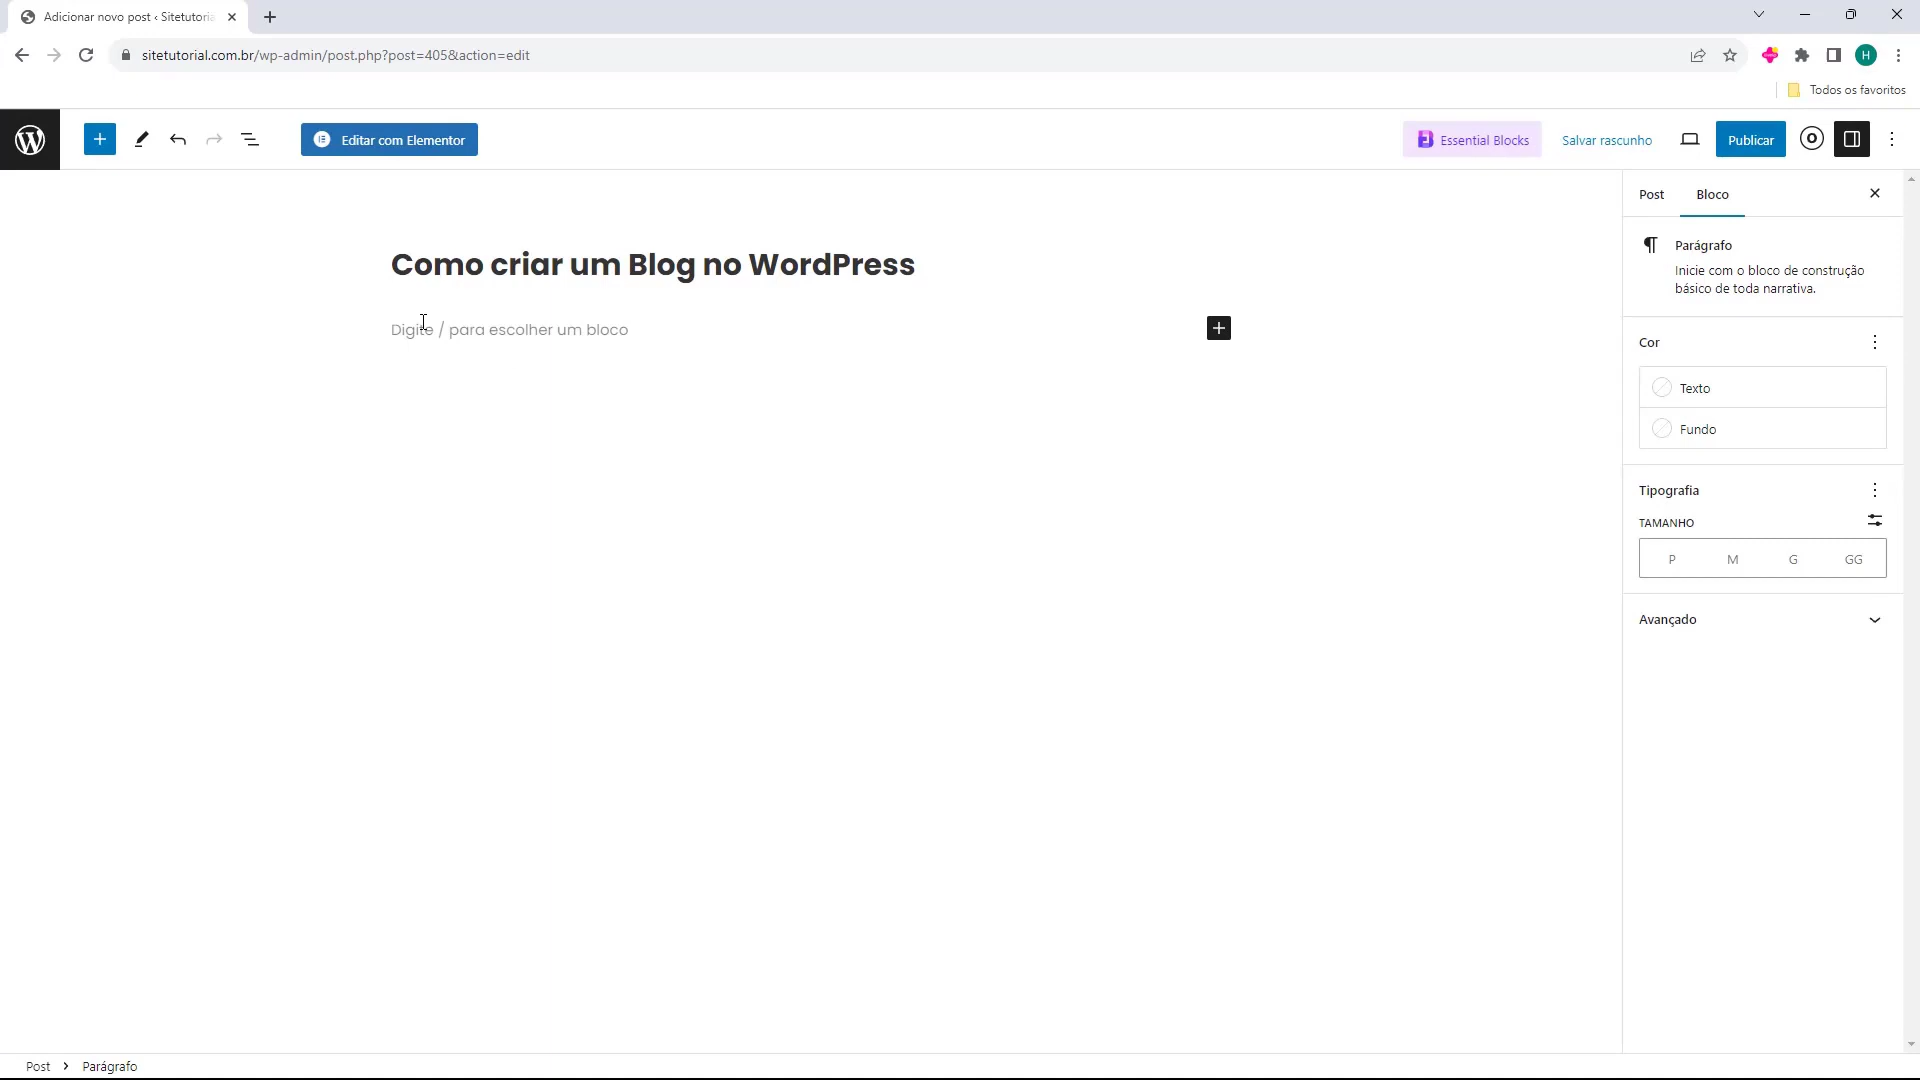 Adicionar novo post ‹ Sitetutoria
sitetutorial.com.br/wp-admin/post.php?post=405&action=edit
H
Todos os favoritos
Editar com Elementor
Essential Blocks
Salvar rascunho
Publicar
Post
Bloco
Parágrafo
Inicie com o bloco de construção
básico de toda narrativa.
Como criar um Blog no WordPress
Digite / para escolher um bloco
Cor
Texto
Fundo
Tipografia
TAMANHO
P M G GG
Avançado
Post › Parágrafo